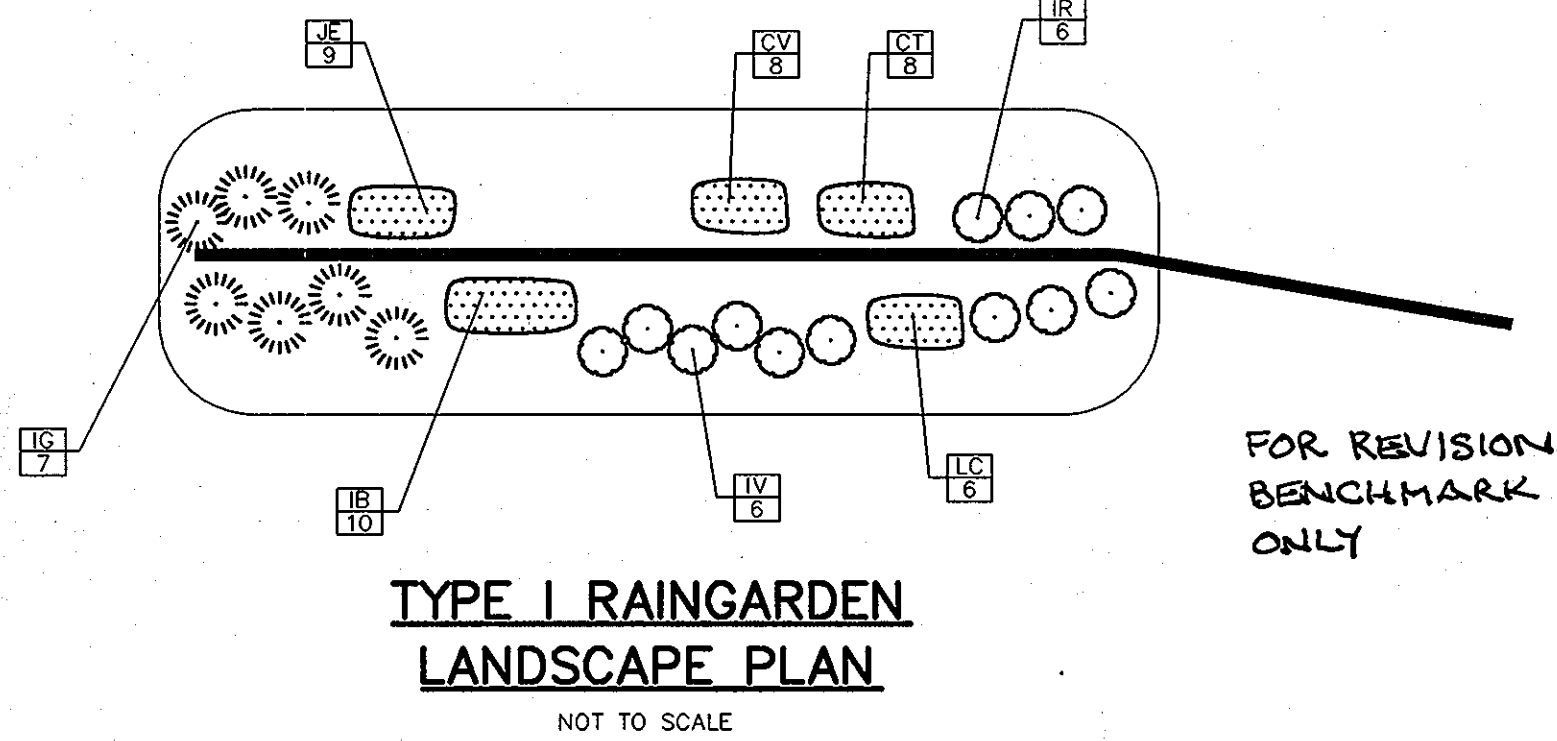 IR
6
JE
9
CV
8
CT
8
IG
7
IB
10
IV
6
LC
6
FOR REVISION
BENCHMARK
ONLY
TYPE I RAINGARDEN
LANDSCAPE PLAN
NOT TO SCALE